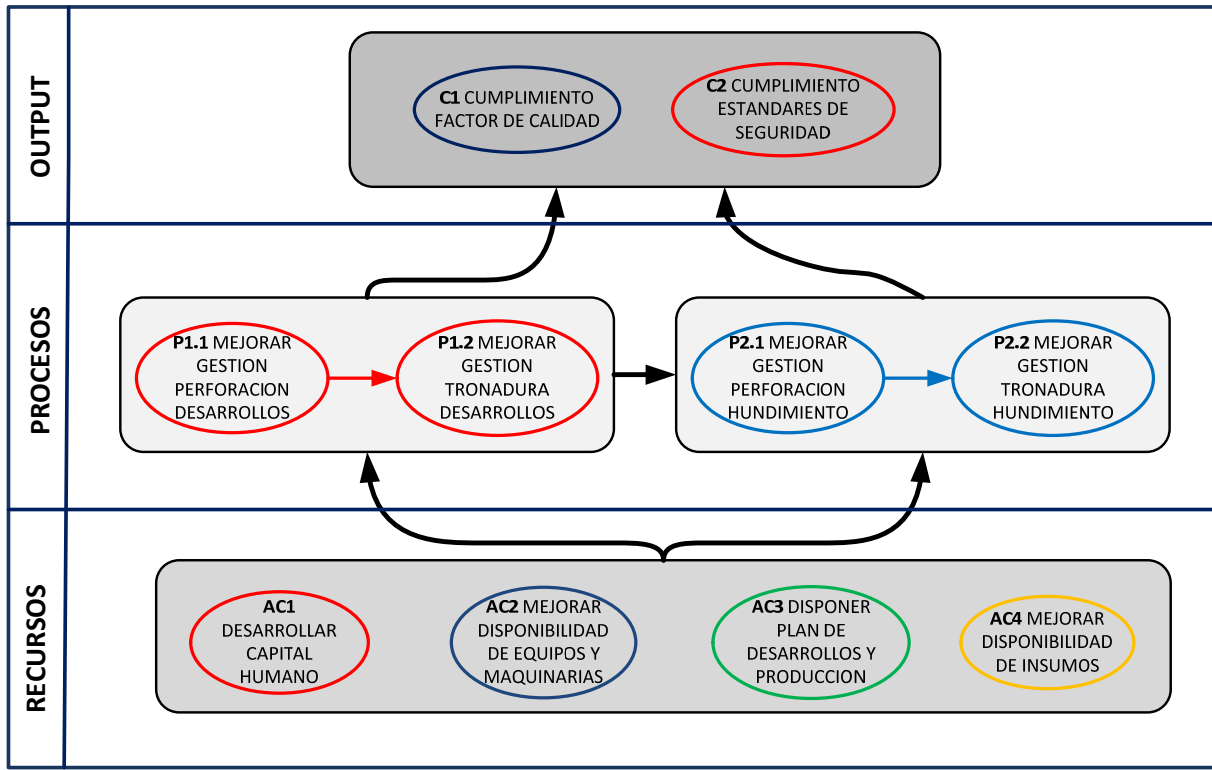 OUTPUT
C1 CUMPLIMIENTO
FACTOR DE CALIDAD
C2 CUMPLIMIENTO
ESTANDARES DE
SEGURIDAD
PROCESOS
P1.1 MEJORAR
GESTION
PERFORACION
DESARROLLOS
P1.2 MEJORAR
GESTION
TRONADURA
DESARROLLOS
P2.1 MEJORAR
GESTION
PERFORACION
HUNDIMIENTO
P2.2 MEJORAR
GESTION
TRONADURA
HUNDIMIENTO
RECURSOS
AC1
DESARROLLAR
CAPITAL
HUMANO
AC2 MEJORAR
DISPONIBILIDAD
DE EQUIPOS Y
MAQUINARIAS
AC3 DISPONER
PLAN DE
DESARROLLOS Y
PRODUCCION
AC4 MEJORAR
DISPONIBILIDAD
DE INSUMOS